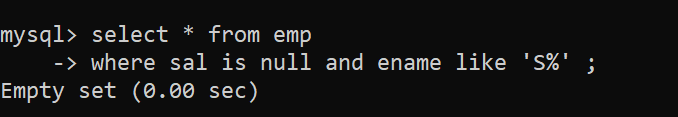 mysql> select * from emp
-> where sal is null and ename like 'S%' ;
Empty set (0.00 sec)